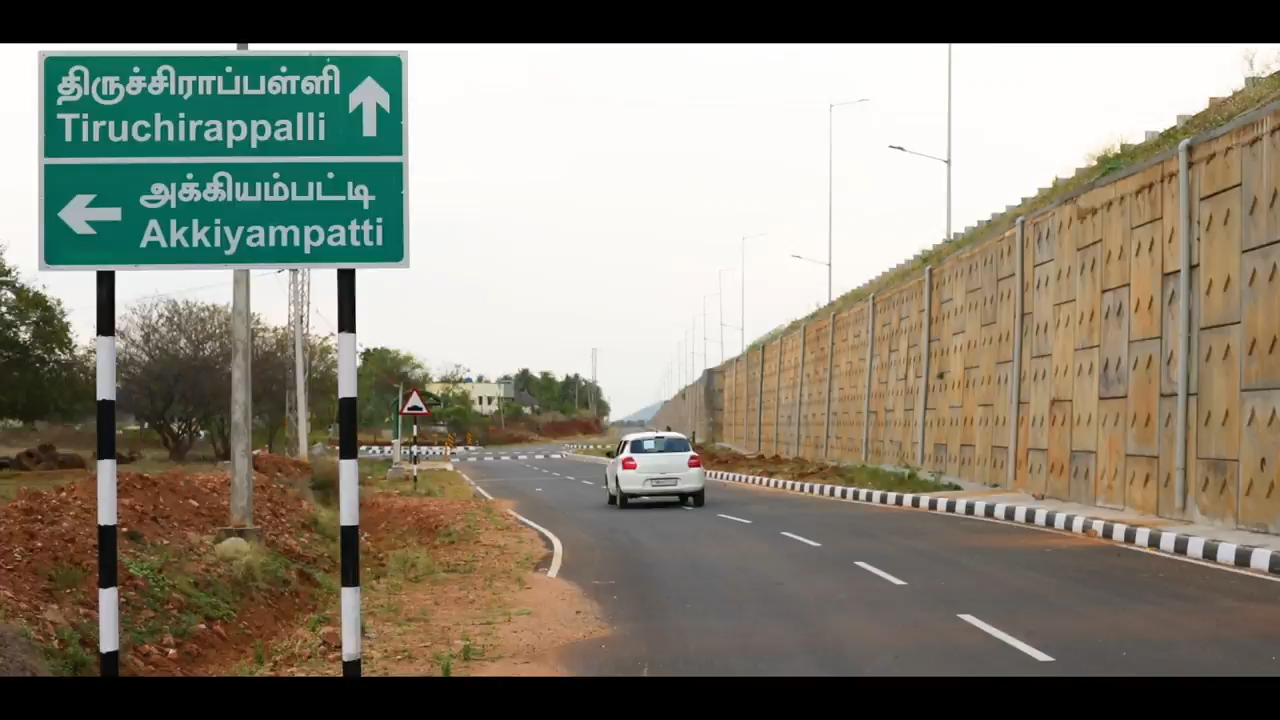 திருச்சிராப்பள்ளி
Tiruchirappalli
அக்கியம்பட்டி
Akkiyampatti